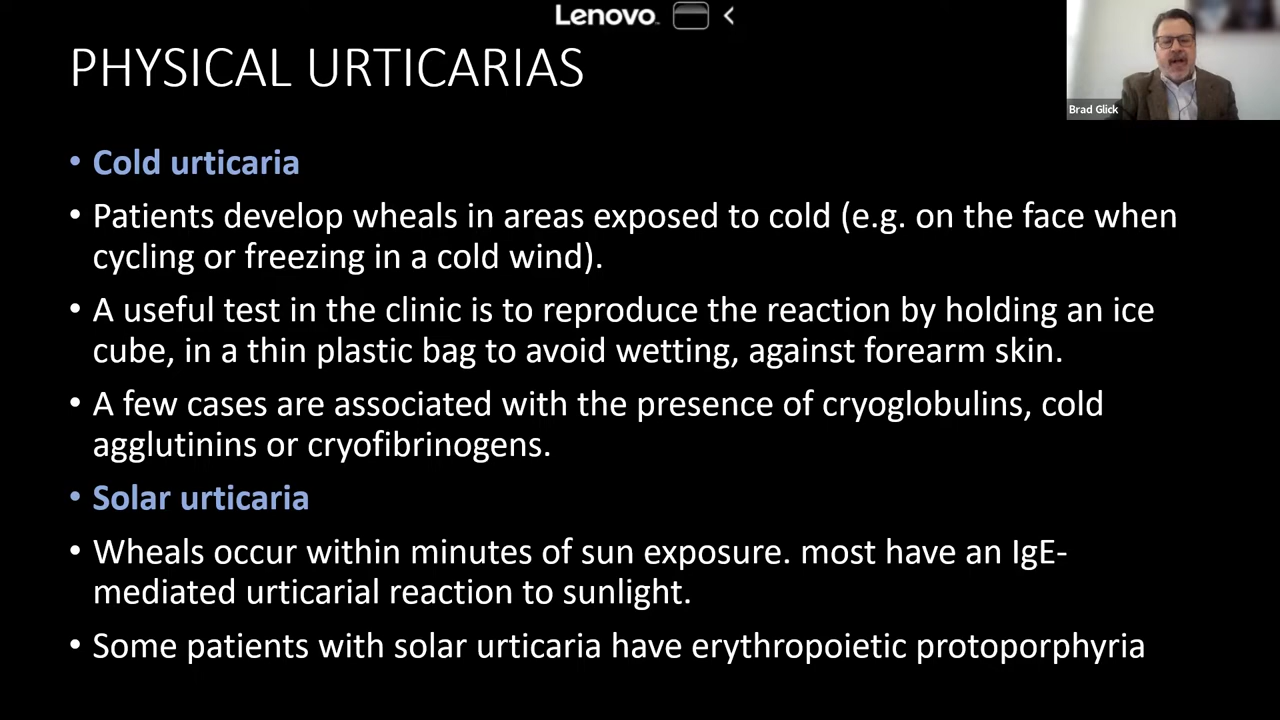 Lenovo
PHYSICAL URTICARIAS
Brad Glick
• Cold urticaria
• Patients develop wheals in areas exposed to cold (e.g. on the face when
cycling or freezing in a cold wind).
• A useful test in the clinic is to reproduce the reaction by holding an ice
cube, in a thin plastic bag to avoid wetting, against forearm skin.
• A few cases are associated with the presence of cryoglobulins, cold
agglutinins or cryofibrinogens.
• Solar urticaria
• Wheals occur within minutes of sun exposure. most have an IgE-
mediated urticarial reaction to sunlight.
• Some patients with solar urticaria have erythropoietic protoporphyria